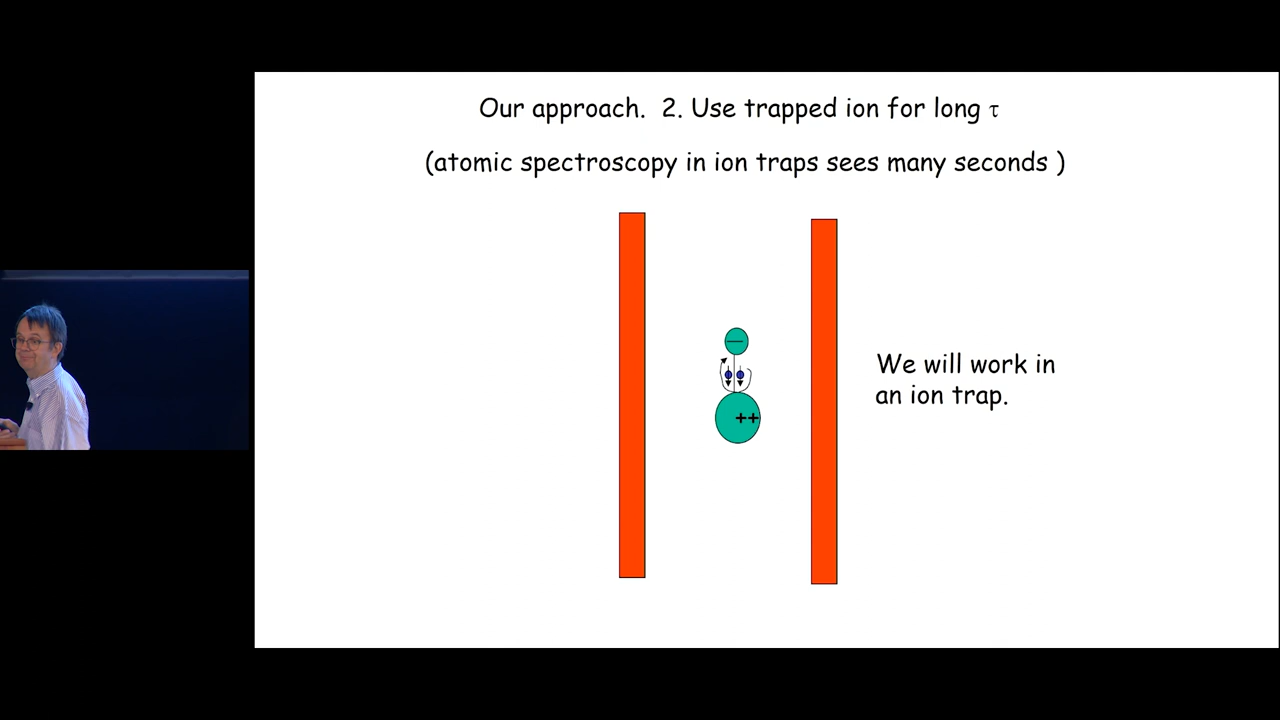 Our approach.  2. Use trapped ion for long τ
(atomic spectroscopy in ion traps sees many seconds )
−
++
We will work in
an ion trap.